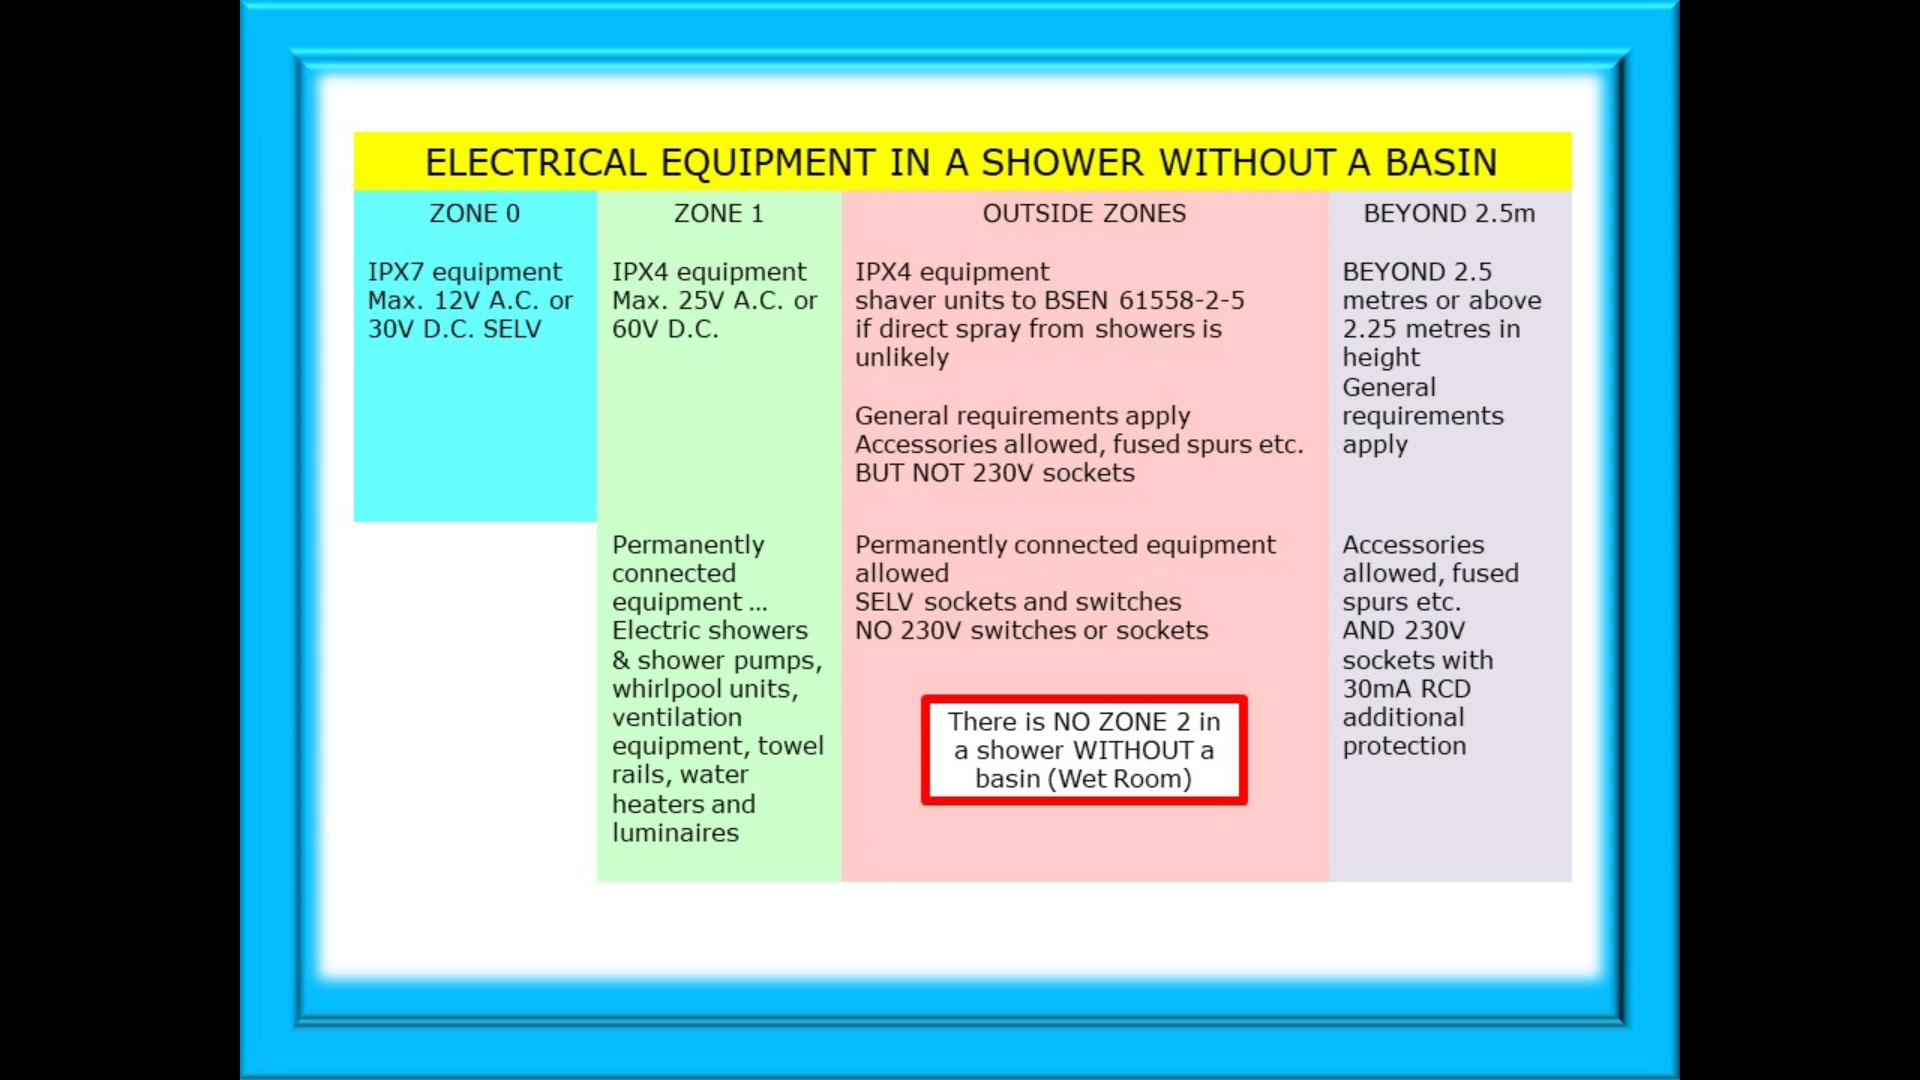 ELECTRICAL EQUIPMENT IN A SHOWER WITHOUT A BASIN
ZONE 0
IPX7 equipment
Max. 12V A.C. or
30V D.C. SELV
ZONE 1
IPX4 equipment
Max. 25V A.C. or
60V D.C.
Permanently
connected
equipment ...
Electric showers
& shower pumps,
whirlpool units,
ventilation
equipment, towel
rails, water
heaters and
luminaires
OUTSIDE ZONES
IPX4 equipment
shaver units to BSEN 61558-2-5
if direct spray from showers is
unlikely
General requirements apply
Accessories allowed, fused spurs etc.
BUT NOT 230V sockets
Permanently connected equipment
allowed
SELV sockets and switches
NO 230V switches or sockets
There is NO ZONE 2 in
a shower WITHOUT a
basin (Wet Room)
BEYOND 2.5m
BEYOND 2.5
metres or above
2.25 metres in
height
General
requirements
apply
Accessories
allowed, fused
spurs etc.
AND 230V
sockets with
30mA RCD
additional
protection